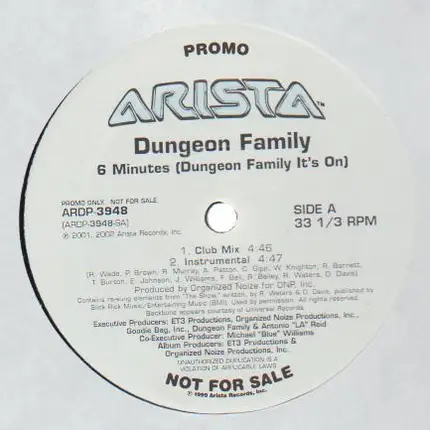 PROMO
ARISTA™
Dungeon Family
6 Minutes (Dungeon Family It's On)
PROMO ONLY NOT FOR SALE
ARDP-3948
(ARDP-3948-SA)
℗ 2001, 2002 Arista Records, Inc.
SIDE A
33 1/3 RPM
1. Club Mix 4:46
2. Instrumental 4:47
(R. Wade, P. Brown, R. Murray, A. Patton, C. Gipp, W. Knighton, R. Barrett,
T. Burton, E. Johnson, J. Williams, F. Bell, R. Bailey, R. Waters, D. Davis)
Produced by Organized Noize for ONP, Inc.
Contains re-sung elements from "The Show," written by R. Waters & D. Davis, published by
Slick Rick Music/Entertaining Music (BMI). Used by permission. All rights reserved.
Backbone appears courtesy of Universal Records
Executive Producers: ET3 Productions, Organized Noize Productions, Inc.,
Goodie Bag, Inc., Dungeon Family & Antonio "LA" Reid
Co-Executive Producer: Michael "Blue" Williams
Album Producers: ET3 Productions &
Organized Noize Productions, Inc.
UNAUTHORIZED DUPLICATION IS A
VIOLATION OF APPLICABLE LAWS
NOT FOR SALE
℗ 1999 Arista Records, Inc.